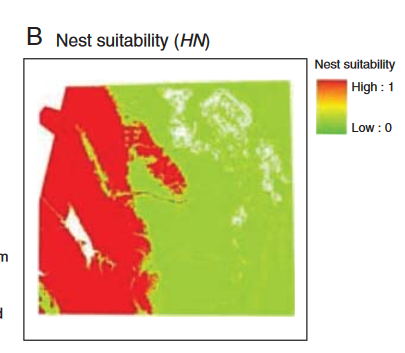 B Nest suitability (HN)
Nest suitability
High : 1
Low : 0
m
d